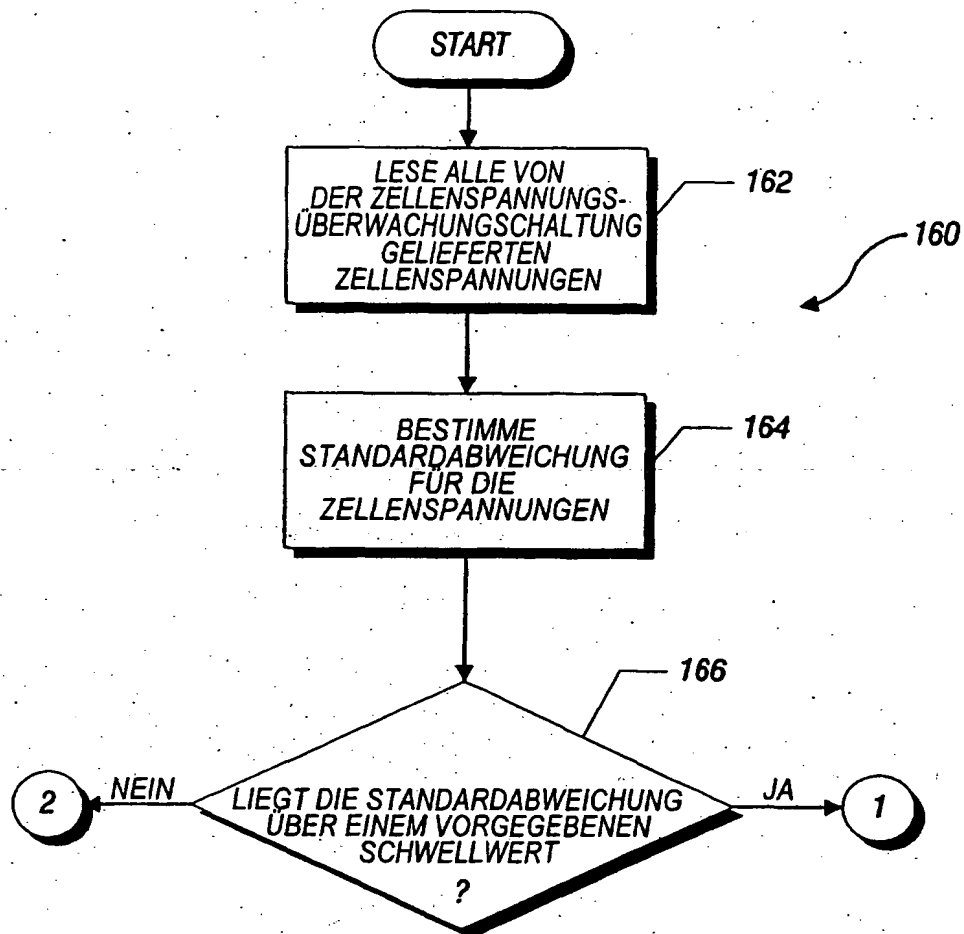 START
LESE ALLE VON
DER ZELLENSPANNUNGS-
ÜBERWACHUNGSCHALTUNG
GELIEFERTEN
ZELLENSPANNUNGEN
162
160
BESTIMME
STANDARDABWEICHUNG
FÜR DIE
ZELLENSPANNUNGEN
164
166
2
NEIN
LIEGT DIE STANDARDABWEICHUNG
ÜBER EINEM VORGEGEBENEN
SCHWELLWERT
?
JA
1